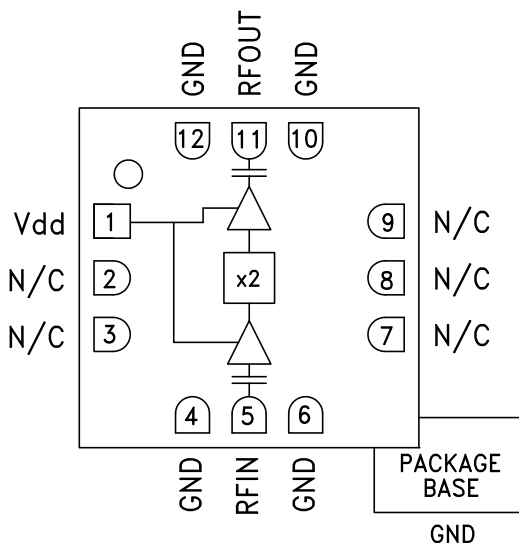 GND RFOUT GND
12 11 10
Vdd 1 9 N/C
N/C 2 x2 8 N/C
N/C 3 7 N/C
4 5 6
GND RFIN GND
PACKAGE
BASE
GND